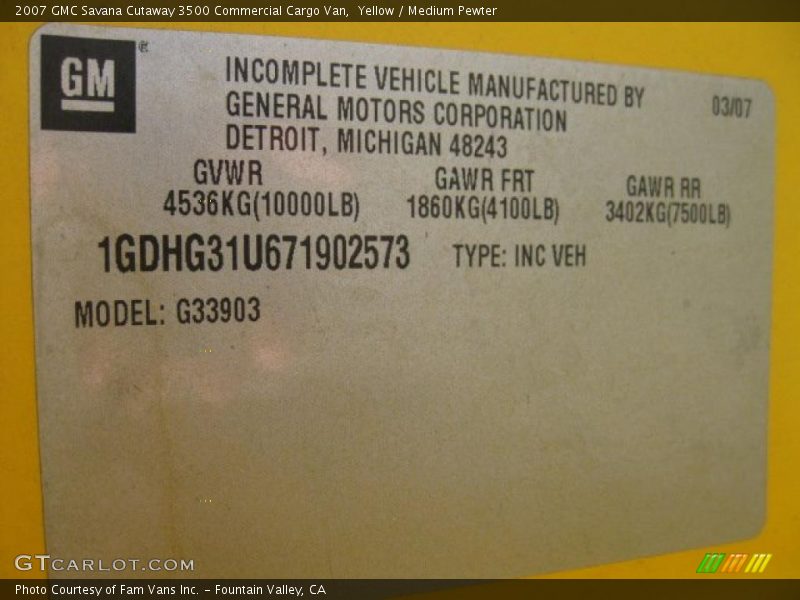 2007 GMC Savana Cutaway 3500 Commercial Cargo Van,  Yellow / Medium Pewter
GM ®
INCOMPLETE VEHICLE MANUFACTURED BY
GENERAL MOTORS CORPORATION
DETROIT, MICHIGAN 48243
03/07
GVWR GAWR FRT GAWR RR
4536KG(10000LB) 1860KG(4100LB) 3402KG(7500LB)
1GDHG31U671902573 TYPE: INC VEH
MODEL: G33903
GTCARLOT.COM
Photo Courtesy of Fam Vans Inc. – Fountain Valley, CA